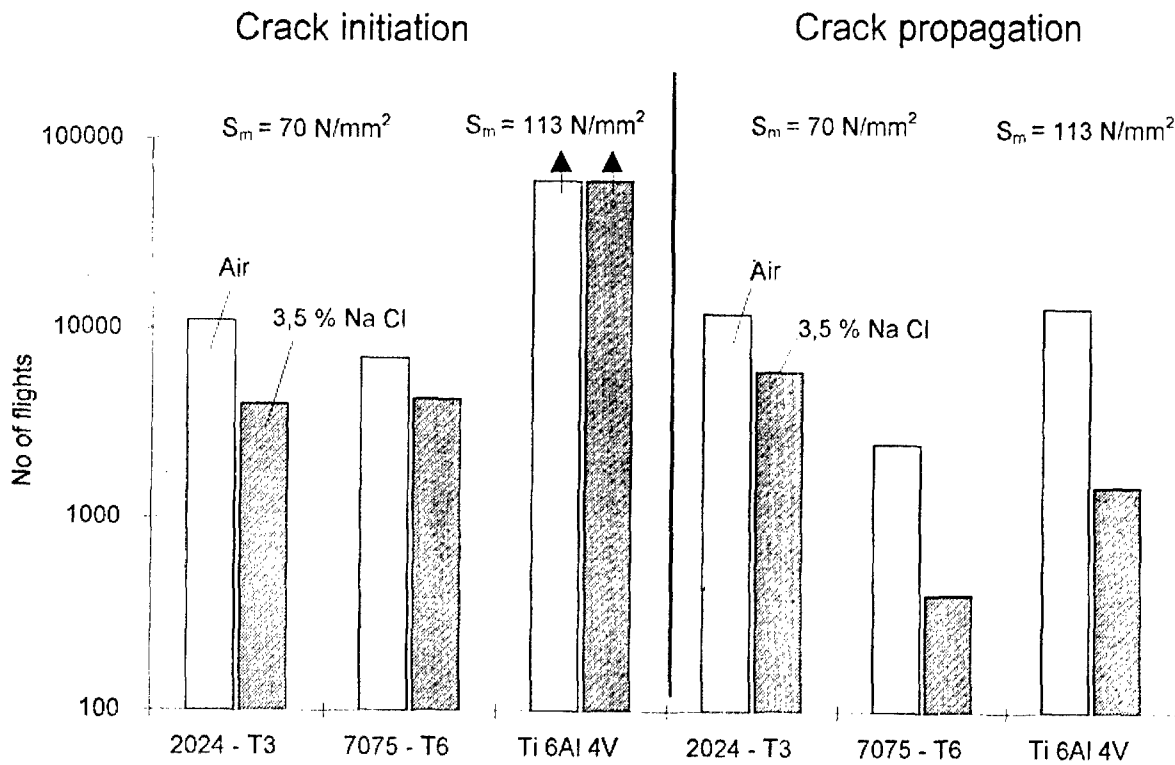 Crack initiation
Crack propagation
S_m = 70 N/mm²
S_m = 113 N/mm²
S_m = 70 N/mm²
S_m = 113 N/mm²
100000
10000
1000
100
No of flights
Air
3,5 % Na Cl
Air
3,5 % Na Cl
2024 - T3
7075 - T6
Ti 6Al 4V
2024 - T3
7075 - T6
Ti 6Al 4V